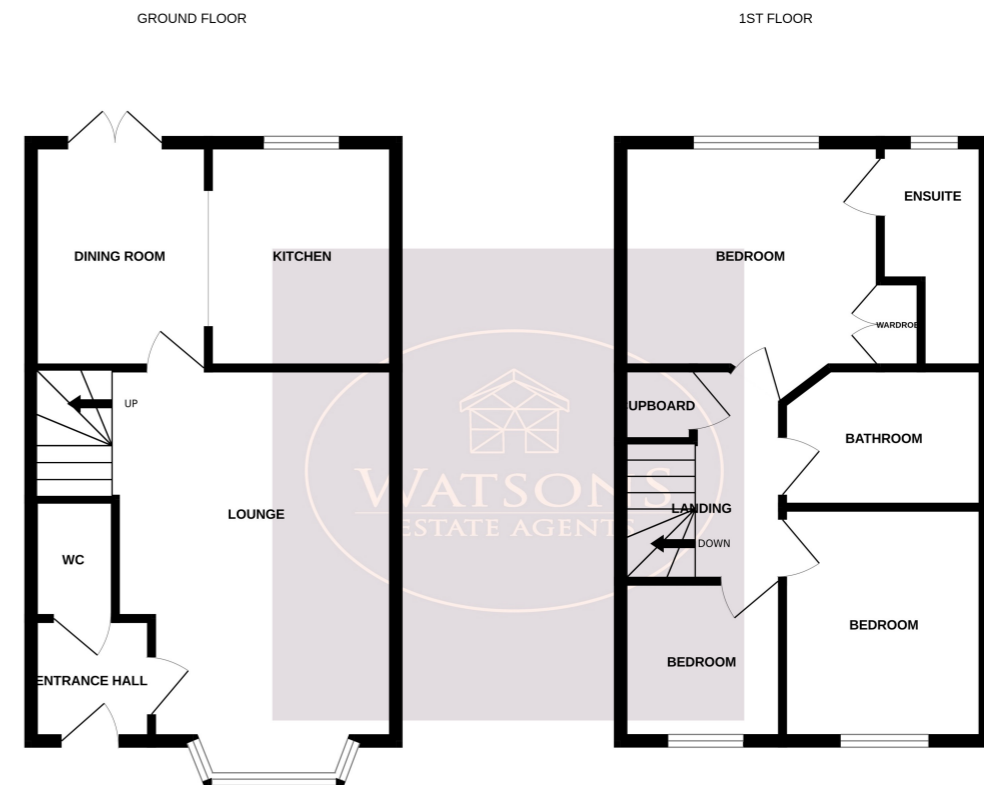 GROUND FLOOR
1ST FLOOR
ENSUITE
DINING ROOM
KITCHEN
BEDROOM
WARDROB
UP
UPBOARD
BATHROOM
WATSONS
ESTATE AGENTS
LOUNGE
LANDING
DOWN
WC
BEDROOM
BEDROOM
ENTRANCE HALL